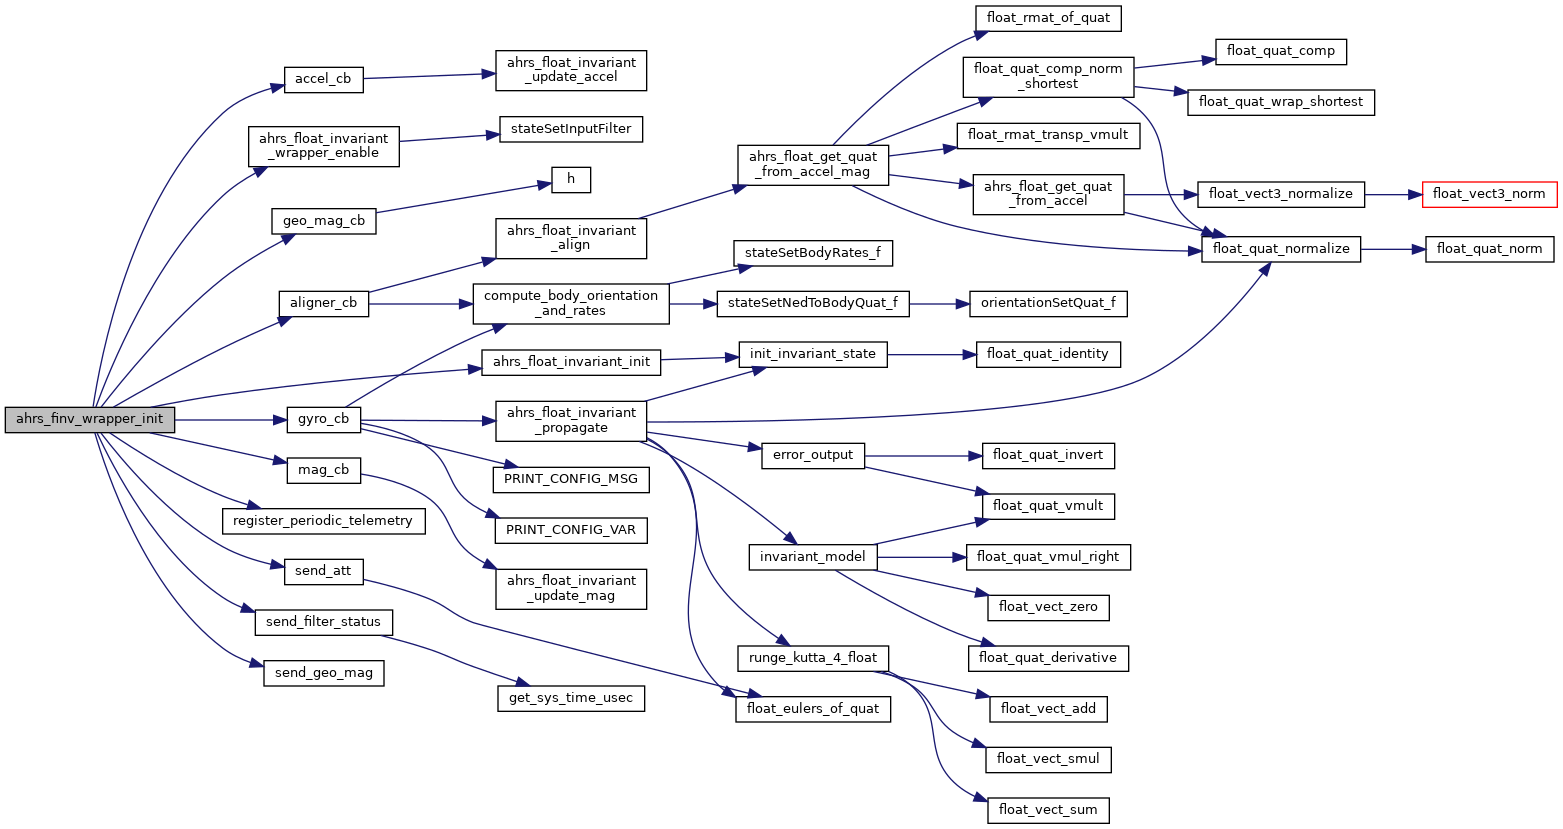 float_rmat_of_quat
float_quat_comp
ahrs_float_invariant
_update_accel
float_quat_comp_norm
_shortest
accel_cb
float_quat_wrap_shortest
stateSetInputFilter
float_rmat_transp_vmult
ahrs_float_invariant
_wrapper_enable
ahrs_float_get_quat
_from_accel_mag
h
ahrs_float_get_quat
_from_accel
float_vect3_normalize
float_vect3_norm
geo_mag_cb
ahrs_float_invariant
_align
stateSetBodyRates_f
float_quat_normalize
float_quat_norm
aligner_cb
compute_body_orientation
_and_rates
stateSetNedToBodyQuat_f
orientationSetQuat_f
ahrs_float_invariant_init
init_invariant_state
float_quat_identity
ahrs_finv_wrapper_init
gyro_cb
ahrs_float_invariant
_propagate
error_output
float_quat_invert
mag_cb
PRINT_CONFIG_MSG
float_quat_vmult
register_periodic_telemetry
PRINT_CONFIG_VAR
invariant_model
float_quat_vmul_right
send_att
ahrs_float_invariant
_update_mag
float_vect_zero
send_filter_status
runge_kutta_4_float
float_quat_derivative
send_geo_mag
get_sys_time_usec
float_eulers_of_quat
float_vect_add
float_vect_smul
float_vect_sum